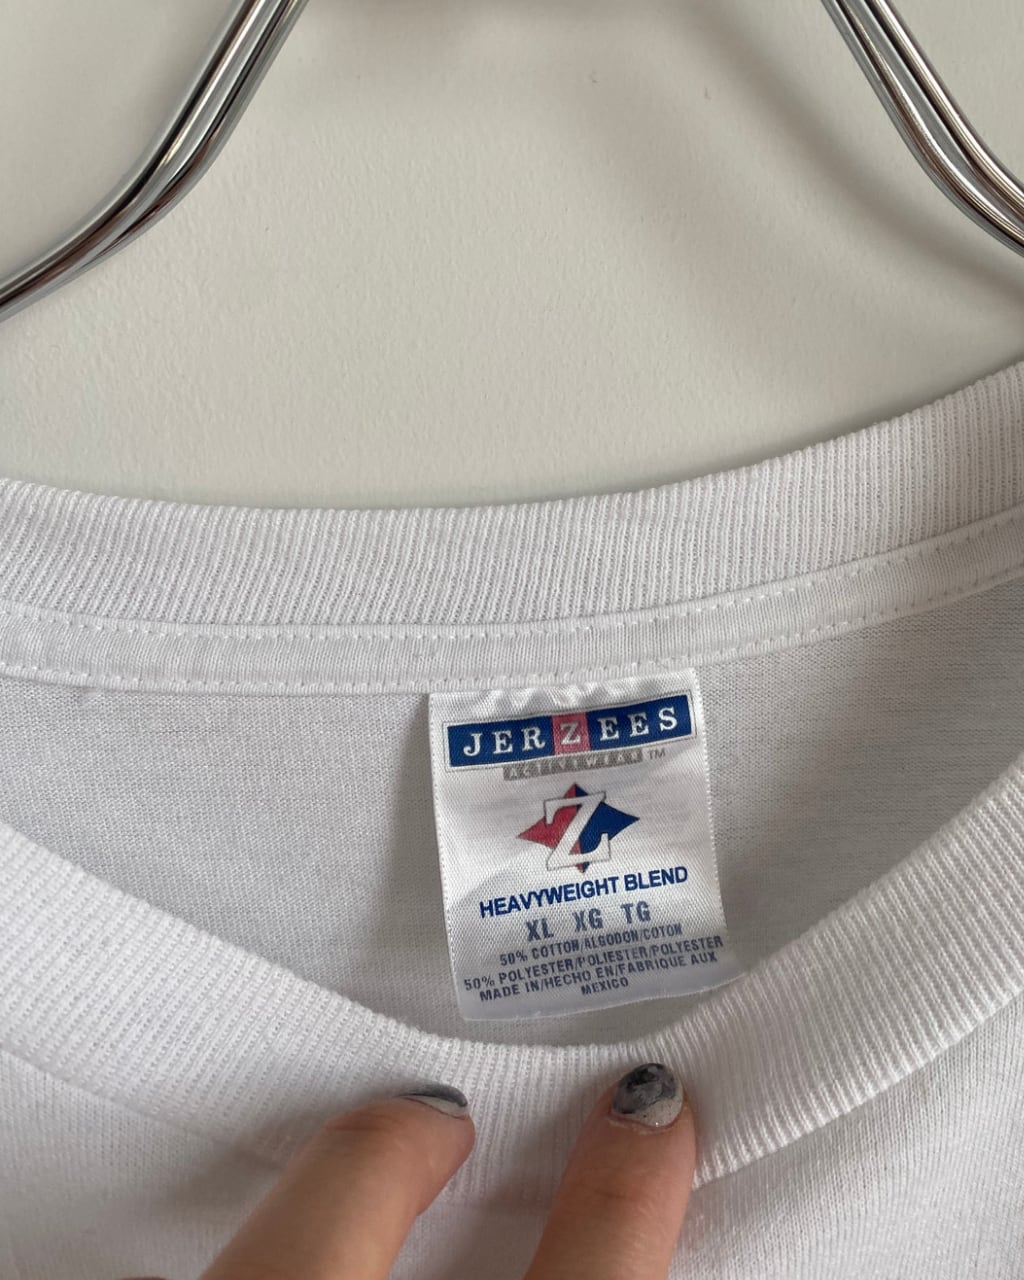 JERZEES
ACTIVEWEAR™
Z
HEAVYWEIGHT BLEND
XL XG TG
50% COTTON/ALGODON/COTON
50% POLYESTER/POLIESTER/POLYESTER
MADE IN/HECHO EN/FABRIQUE AUX
MEXICO